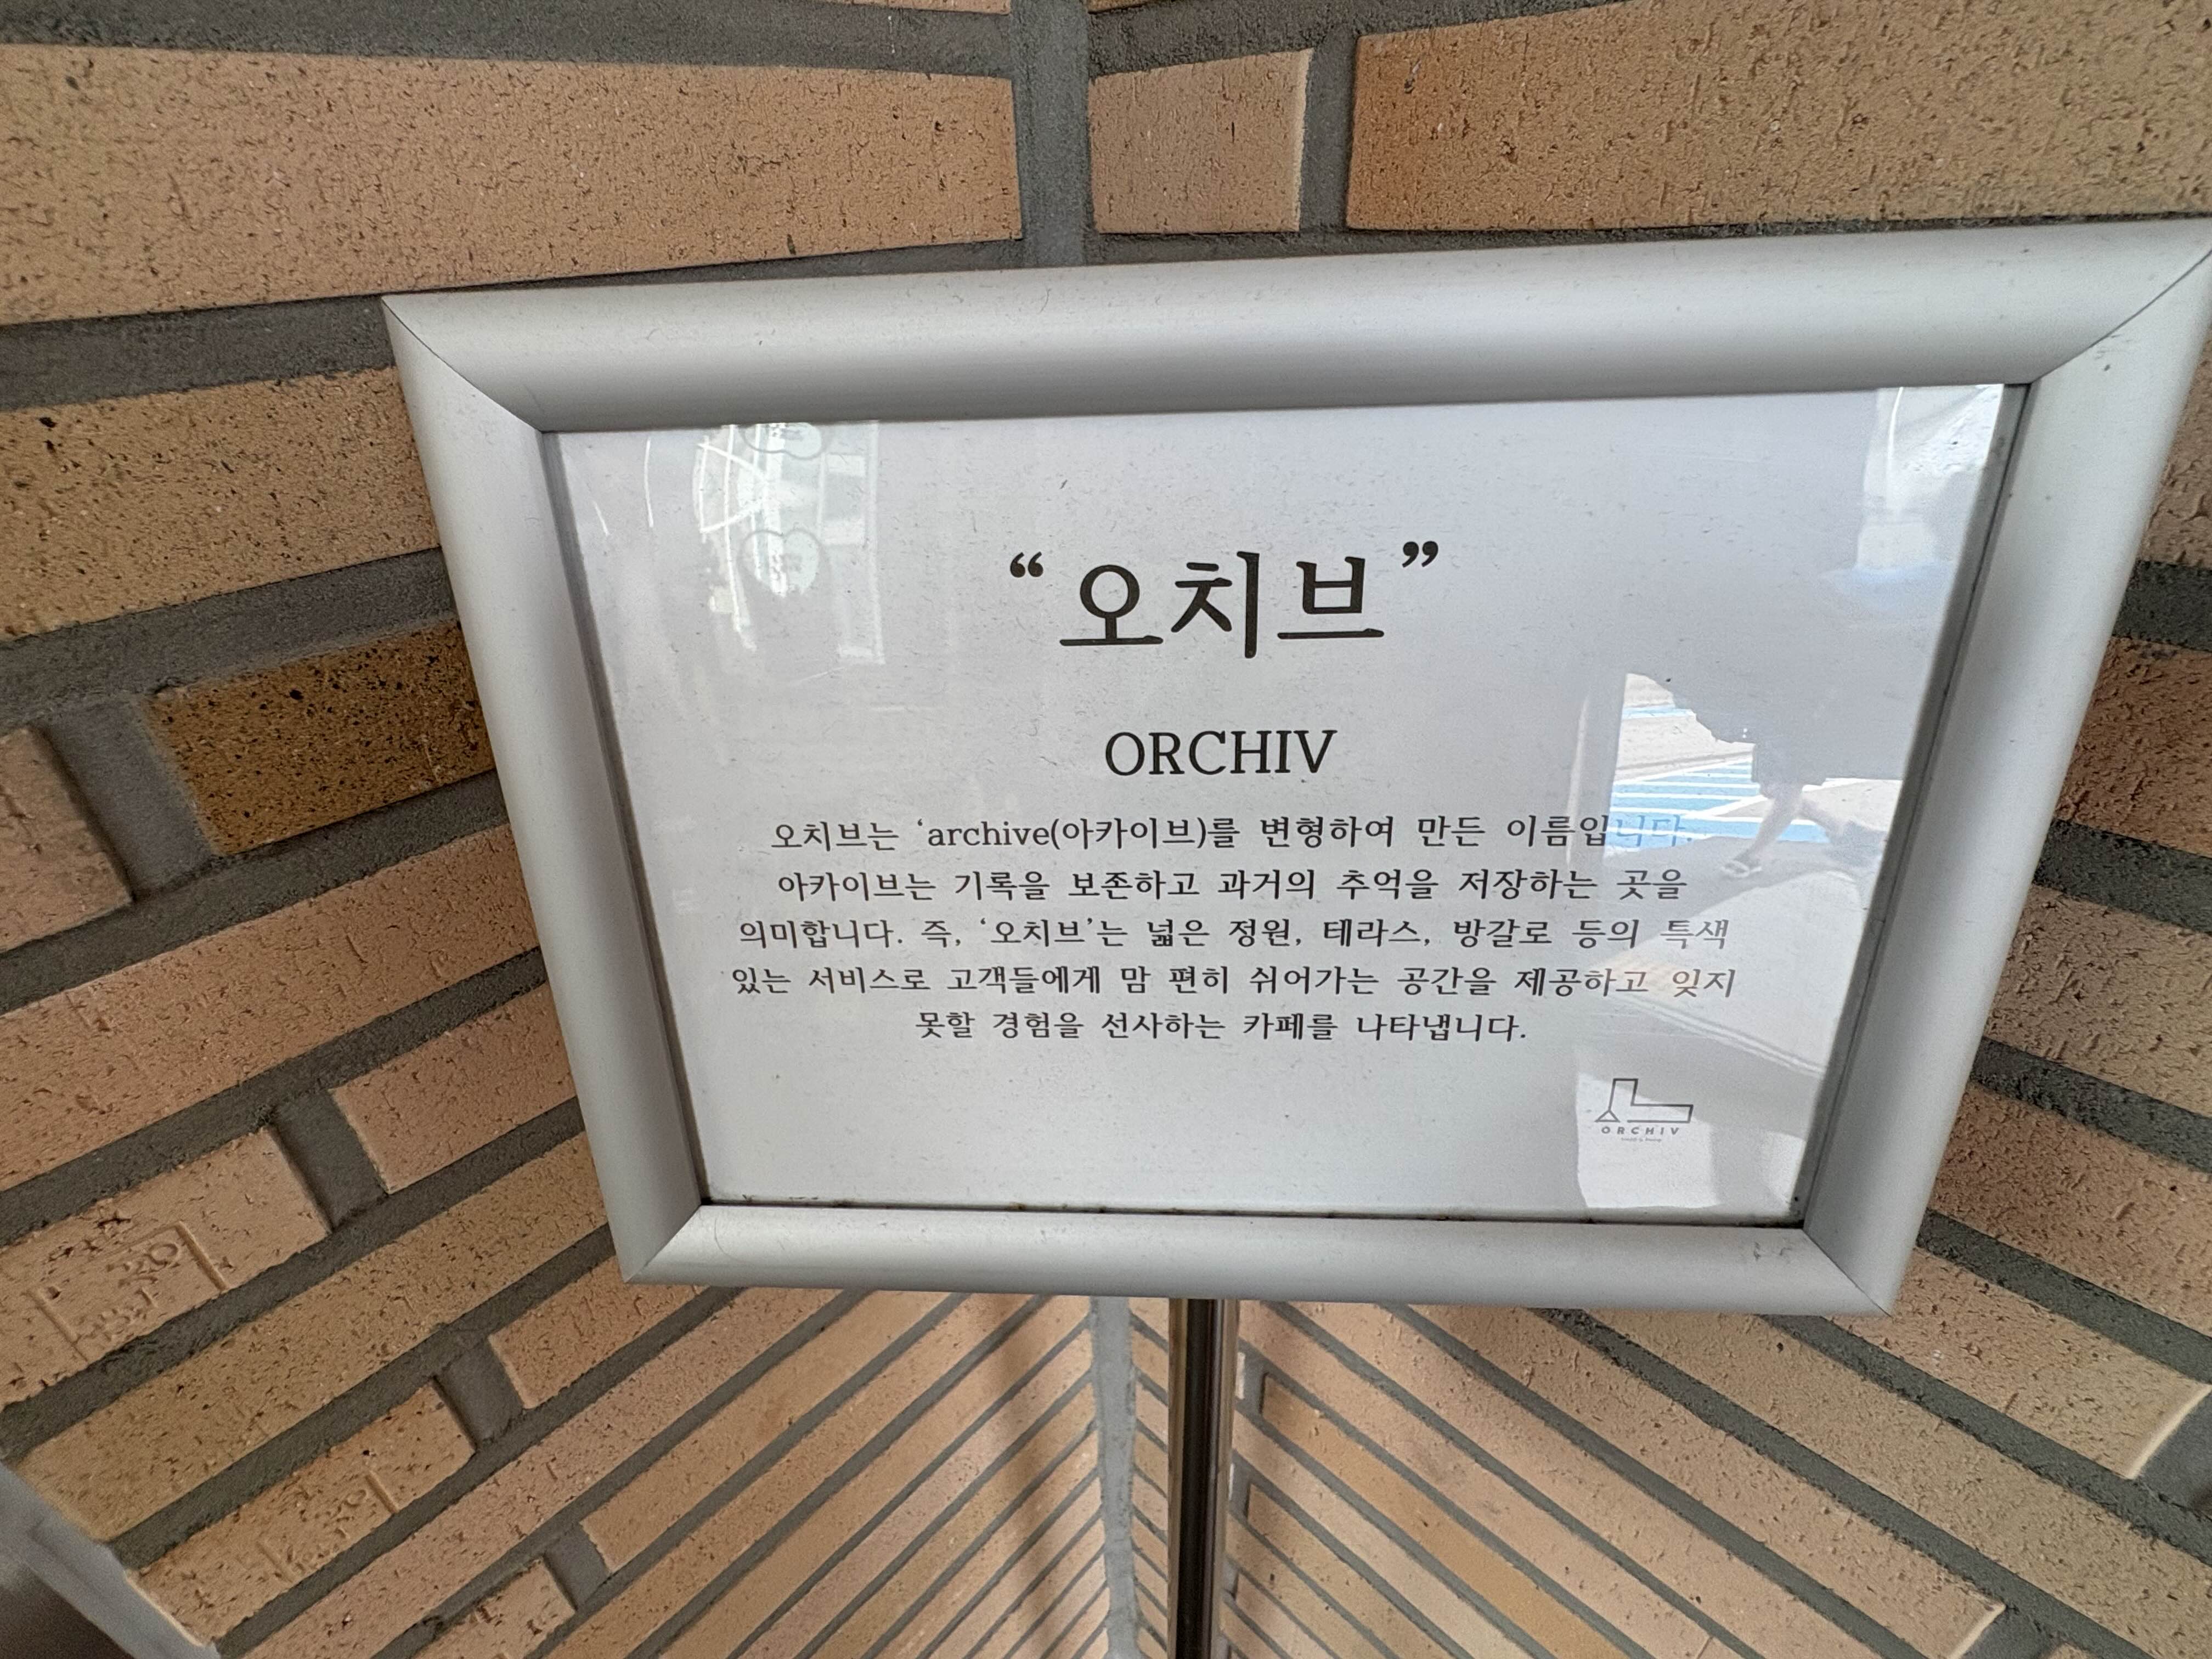 “오치브”
ORCHIV
오치브는 ‘archive(아카이브)를 변형하여 만든 이름입니다.
아카이브는 기록을 보존하고 과거의 추억을 저장하는 곳을
의미합니다. 즉, ‘오치브’는 넓은 정원, 테라스, 방갈로 등의 특색
있는 서비스로 고객들에게 맘 편히 쉬어가는 공간을 제공하고 잊지
못할 경험을 선사하는 카페를 나타냅니다.
ORCHIV